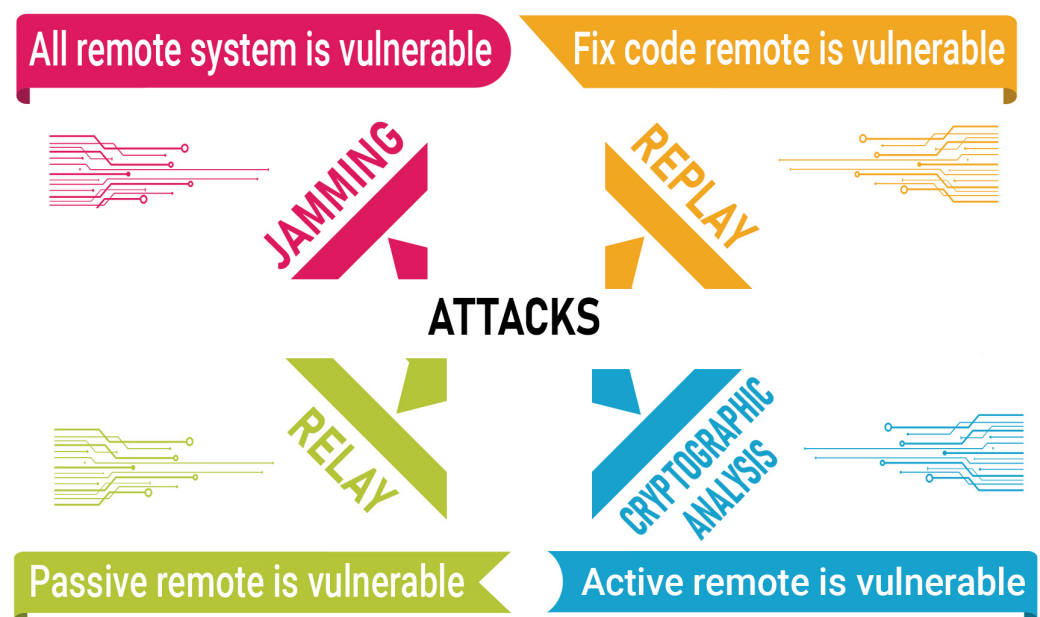 All remote system is vulnerable
Fix code remote is vulnerable
JAMMING
REPLAY
ATTACKS
RELAY
CRYPTOGRAPHIC
ANALYSIS
Passive remote is vulnerable
Active remote is vulnerable